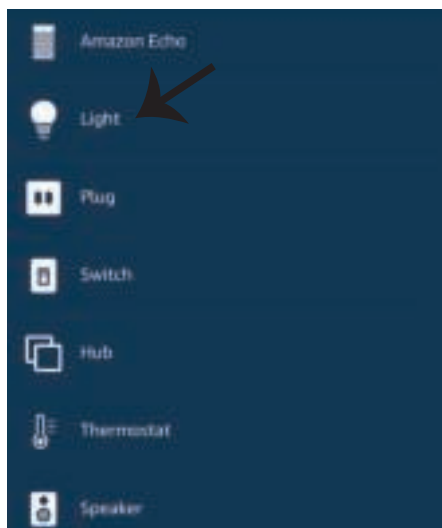 Amazon Echo
Light
Plug
Switch
Hub
Thermostat
Speaker